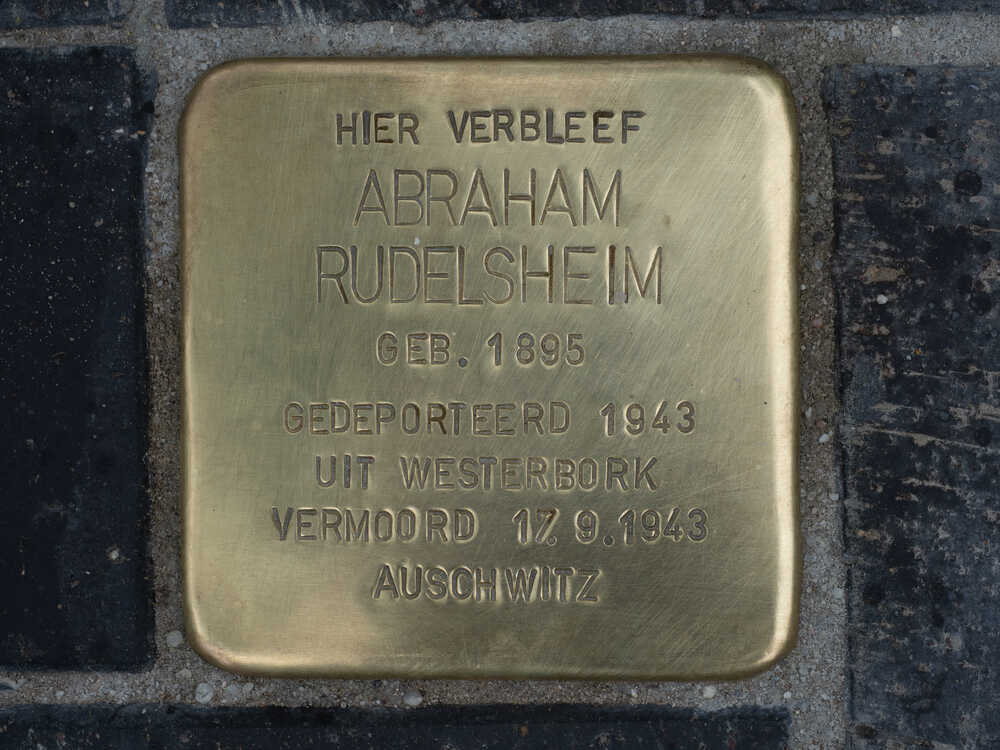 HIER VERBLEEF
ABRAHAM
RUDELSHEIM
GEB. 1895
GEDEPORTEERD 1943
UIT WESTERBORK
VERMOORD 17.9.1943
AUSCHWITZ